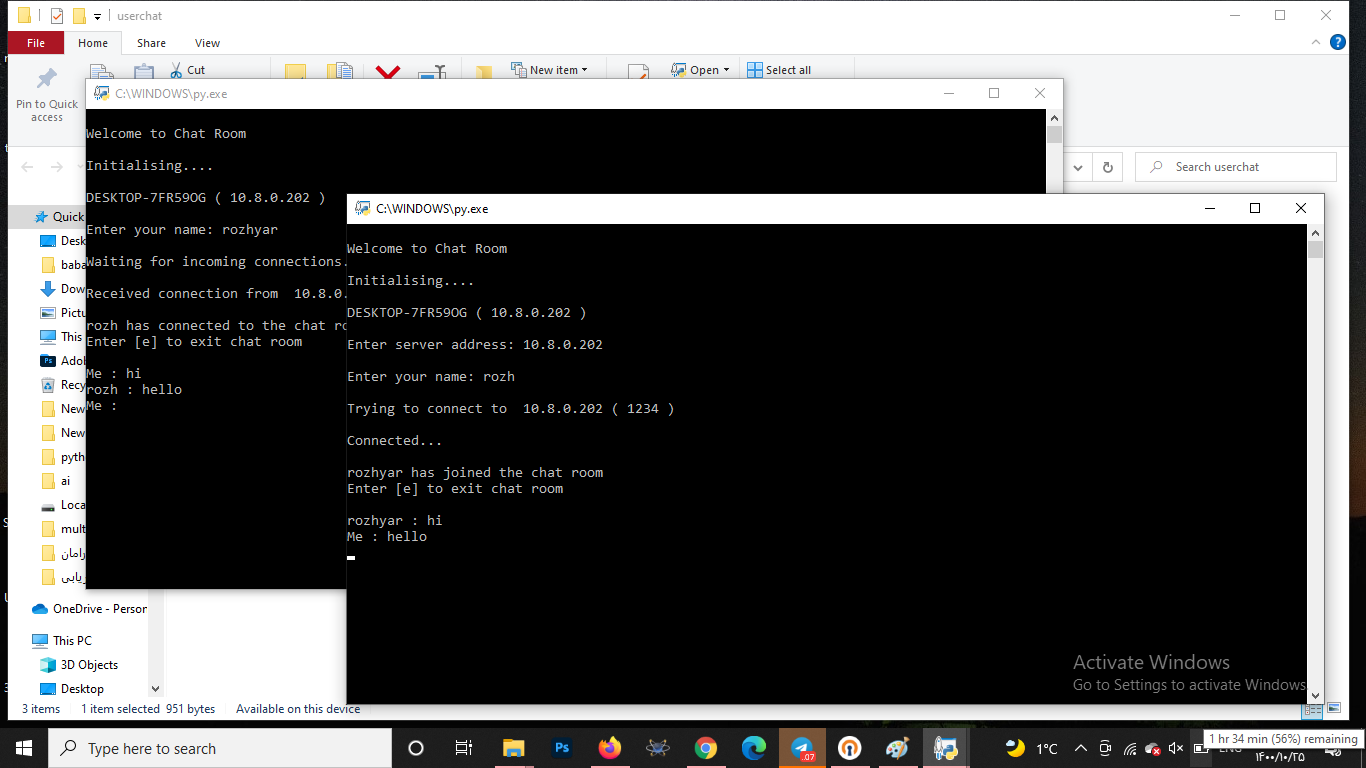 userchat
File Home Share View
Cut
New item
Open
Select all
Pin to Quick
access
Search userchat
C:\WINDOWS\py.exe
Welcome to Chat Room
Initialising....
DESKTOP-7FR59OG ( 10.8.0.202 )
Enter your name: rozhyar
Waiting for incoming connections.
Received connection from  10.8.0.
rozh has connected to the chat ro
Enter [e] to exit chat room
Me : hi
rozh : hello
Me :
C:\WINDOWS\py.exe
Welcome to Chat Room
Initialising....
DESKTOP-7FR59OG ( 10.8.0.202 )
Enter server address: 10.8.0.202
Enter your name: rozh
Trying to connect to  10.8.0.202 ( 1234 )
Connected...
rozhyar has joined the chat room
Enter [e] to exit chat room
rozhyar : hi
Me : hello
Quick
Desk
baba
Dow
Pictu
This
Adob
Recy
New
New
pyth
ai
Loca
mult
رامان
زیابی
OneDrive - Person
This PC
3D Objects
Desktop
Activate Windows
Go to Settings to activate Windows
3 items 1 item selected 951 bytes Available on this device
Type here to search
Ps
.07
1°C
1 hr 34 min (56%) remaining
ENG
۱۴۰۰/۱۰/۲۵